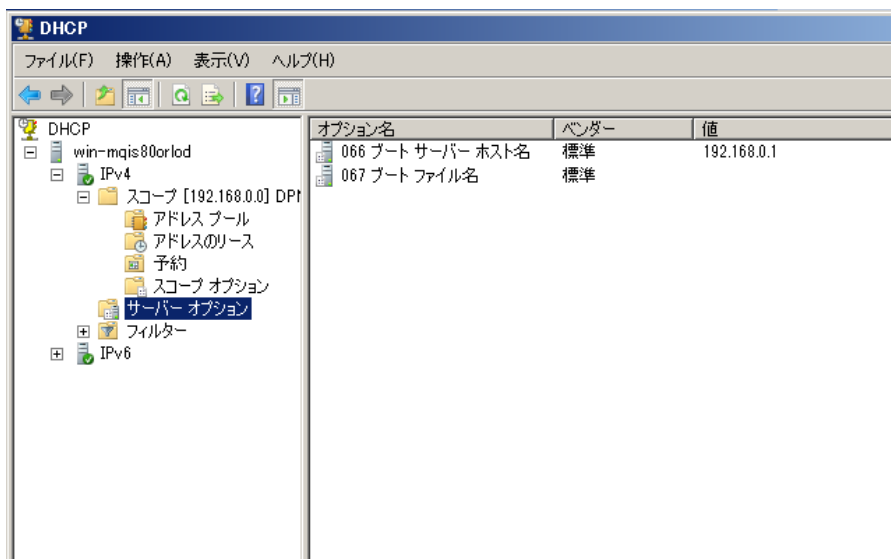 DHCP
ファイル(F) 操作(A) 表示(V) ヘルプ(H)
DHCP
win-mqis80orlod
IPv4
スコープ [192.168.0.0] DPN
アドレス プール
アドレスのリース
予約
スコープ オプション
サーバー オプション
フィルター
IPv6
オプション名 ベンダー 値
066 ブート サーバー ホスト名 標準 192.168.0.1
067 ブート ファイル名 標準